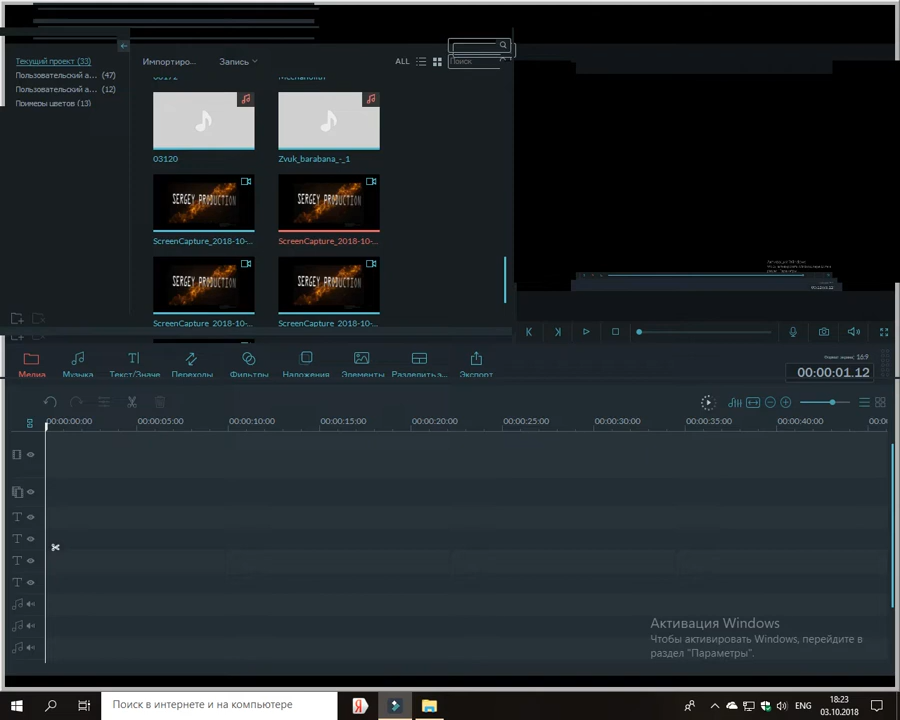 Текущий проект (33)
Пользовательский а... (47)
Пользовательский а... (12)
Примеры цветов (13)
Импортиро...
Запись
ALL
Поиск
03120
Zvuk_barabana_-_1
SERGEY PRODUCTION
SERGEY PRODUCTION
ScreenCapture_2018-10-...
ScreenCapture_2018-10-...
SERGEY PRODUCTION
SERGEY PRODUCTION
ScreenCapture_2018-10-...
ScreenCapture_2018-10-...
Медиа
Музыка
Текст/Значе
Переходы
Фильтры
Наложения
Элементы
Разделить э...
Экспорт
16:9
00:00:01.12
00:00:00:00
00:00:05:00
00:00:10:00
00:00:15:00
00:00:20:00
00:00:25:00
00:00:30:00
00:00:35:00
00:00:40:00
Активация Windows
Чтобы активировать Windows, перейдите в
раздел "Параметры".
Поиск в интернете и на компьютере
ENG
18:23
03.10.2018